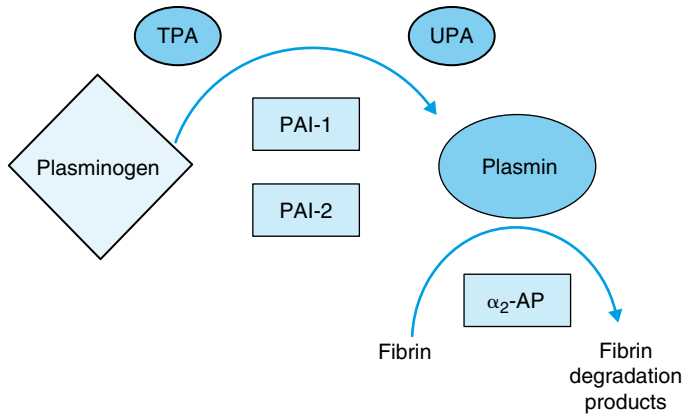 TPA
UPA
PAI-1
Plasminogen
Plasmin
PAI-2
α₂-AP
Fibrin
Fibrin
degradation
products